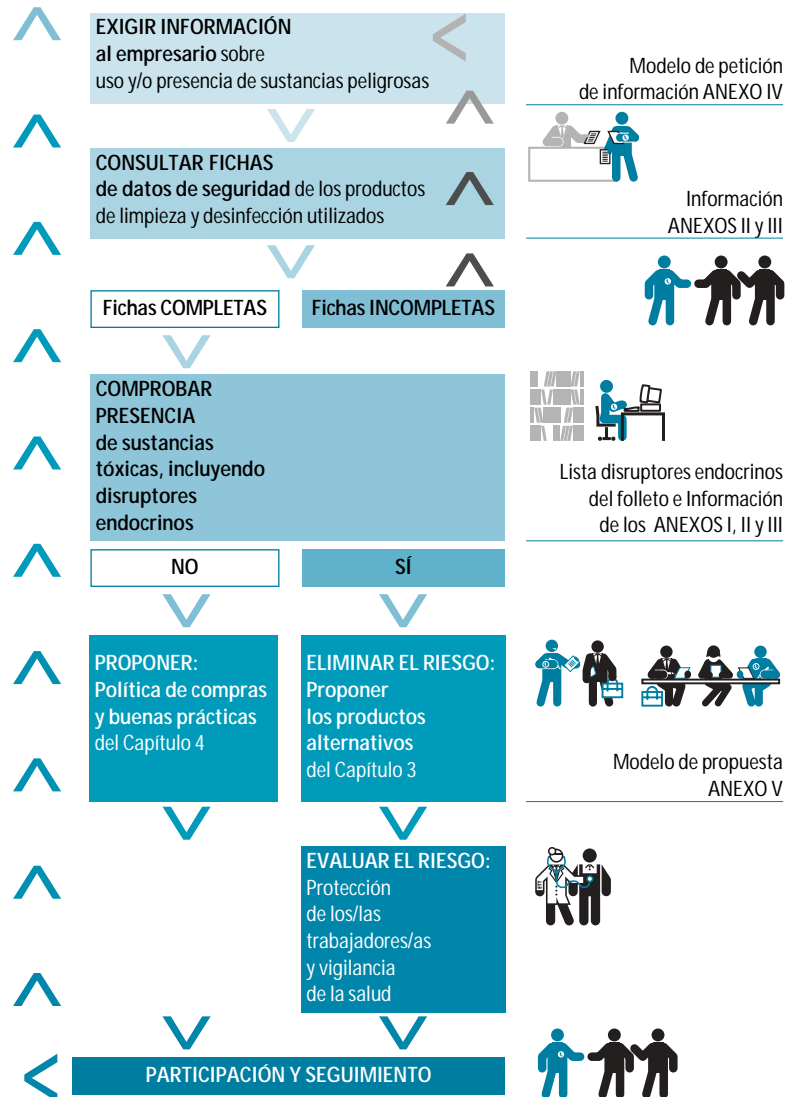 EXIGIR INFORMACIÓN
al empresario sobre
uso y/o presencia de sustancias peligrosas
Modelo de petición
de información ANEXO IV
CONSULTAR FICHAS
de datos de seguridad de los productos
de limpieza y desinfección utilizados
Información
ANEXOS II y III
Fichas COMPLETAS
Fichas INCOMPLETAS
COMPROBAR
PRESENCIA
de sustancias
tóxicas, incluyendo
disruptores
endocrinos
Lista disruptores endocrinos
del folleto e Información
de los ANEXOS I, II y III
NO
SÍ
PROPONER:
Política de compras
y buenas prácticas
del Capítulo 4
ELIMINAR EL RIESGO:
Proponer
los productos
alternativos
del Capítulo 3
Modelo de propuesta
ANEXO V
EVALUAR EL RIESGO:
Protección
de los/las
trabajadores/as
y vigilancia
de la salud
PARTICIPACIÓN Y SEGUIMIENTO